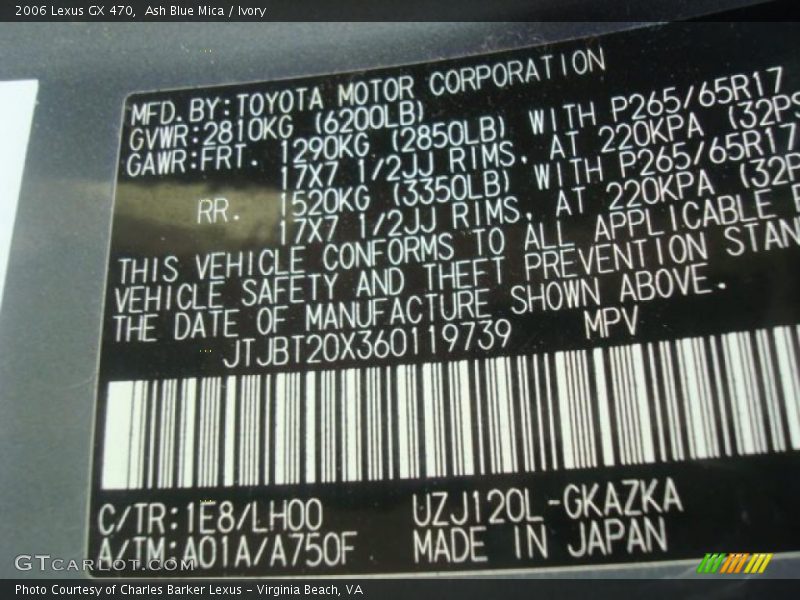 2006 Lexus GX 470,  Ash Blue Mica / Ivory
MFD.BY:TOYOTA MOTOR CORPORATION
GVWR:2810KG (6200LB)
GAWR:FRT. 1290KG (2850LB) WITH P265/65R17
17X7 1/2JJ RIMS, AT 220KPA (32PS
RR. 1520KG (3350LB) WITH P265/65R17
17X7 1/2JJ RIMS, AT 220KPA (32P
THIS VEHICLE CONFORMS TO ALL APPLICABLE
VEHICLE SAFETY AND THEFT PREVENTION STAN
THE DATE OF MANUFACTURE SHOWN ABOVE.
JTJBT20X360119739 MPV
C/TR:1E8/LH00 UZJ120L-GKAZKA
A/TM:A01A/A750F MADE IN JAPAN
GTCARLOT.COM
Photo Courtesy of Charles Barker Lexus - Virginia Beach, VA